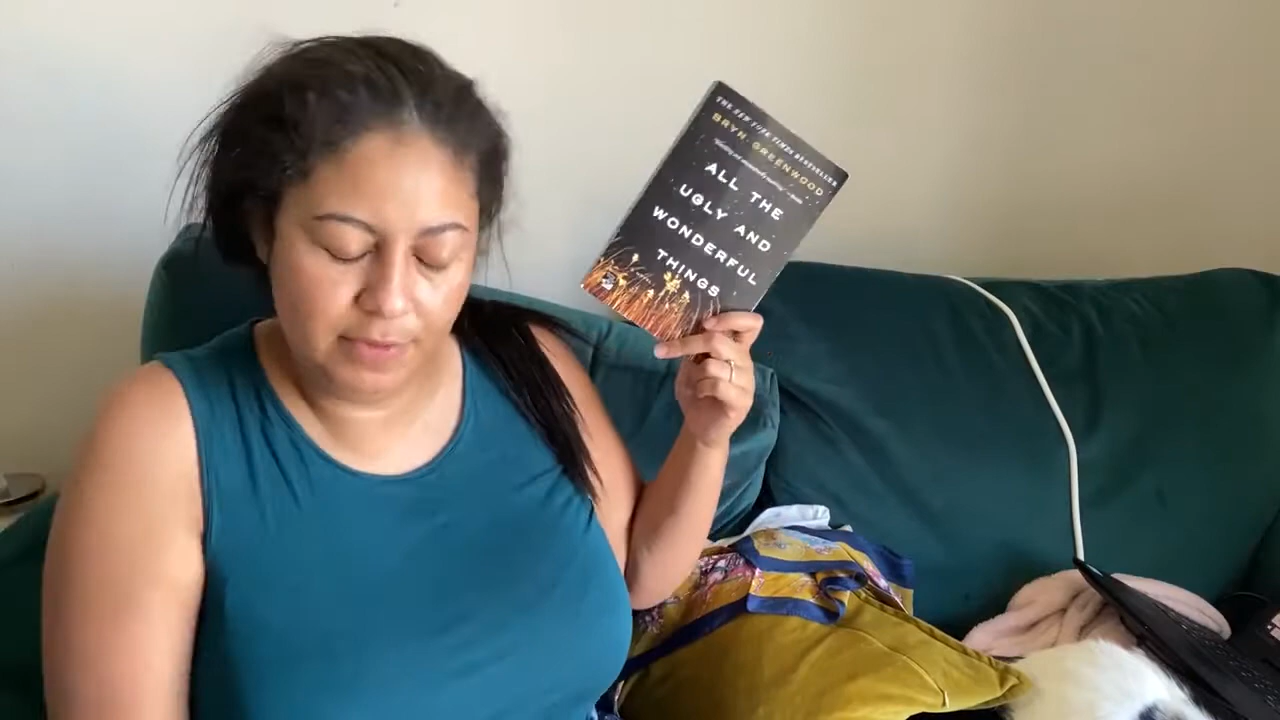 THE NEW YORK TIMES BESTSELLER
BRYN GREENWOOD
ALL THE
UGLY AND
WONDERFUL
THINGS